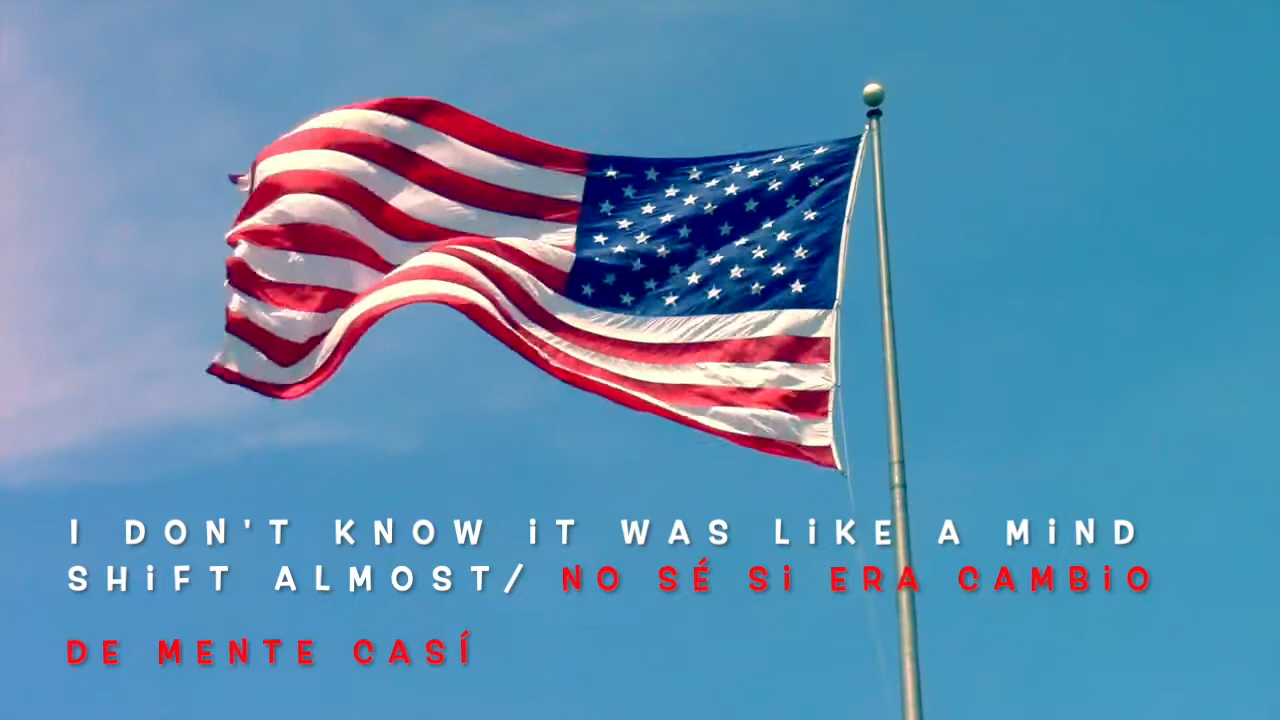 I DON'T KNOW iT WAS LiKE A MiND
SHiFT ALMOST/ NO SÉ Si ERA CAMBiO
DE MENTE CASÍ